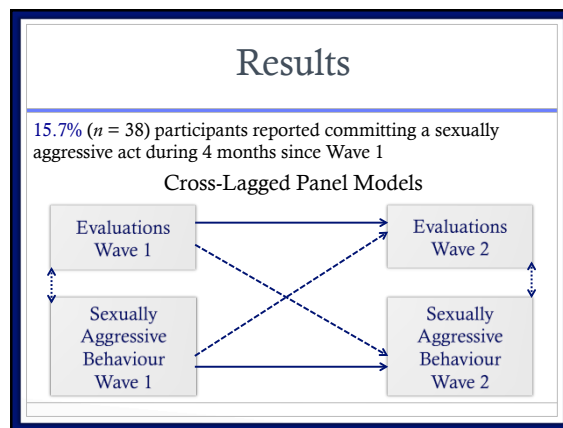 Results
15.7% (n = 38) participants reported committing a sexually
aggressive act during 4 months since Wave 1
Cross-Lagged Panel Models
Evaluations
Wave 1
Evaluations
Wave 2
Sexually
Aggressive
Behaviour
Wave 1
Sexually
Aggressive
Behaviour
Wave 2